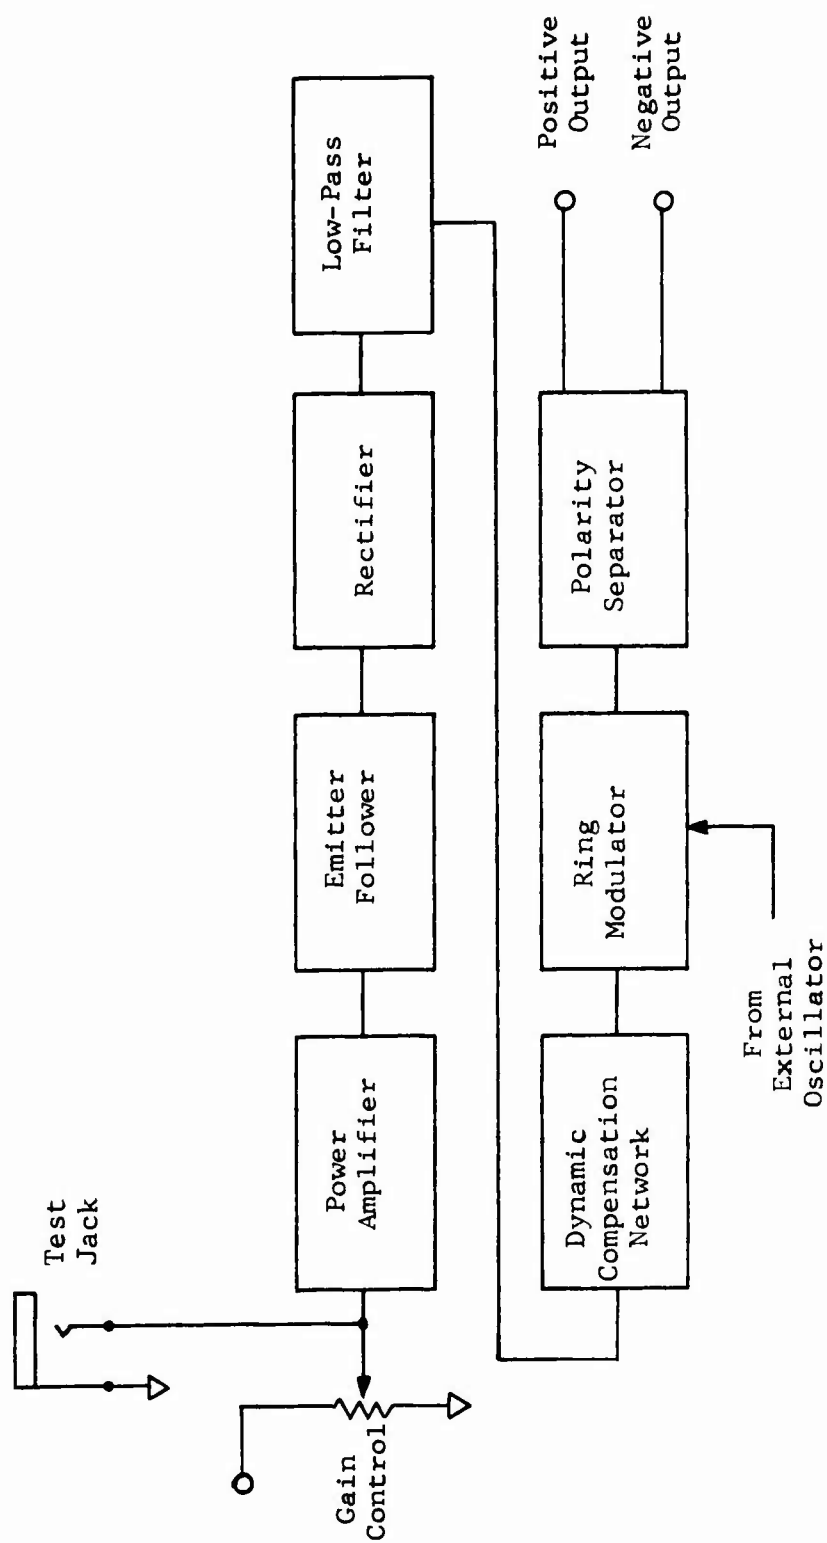 Test
Jack
Gain
Control
Power
Amplifier
Emitter
Follower
Rectifier
Low-Pass
Filter
Dynamic
Compensation
Network
Ring
Modulator
Polarity
Separator
Positive
Output
Negative
Output
From
External
Oscillator